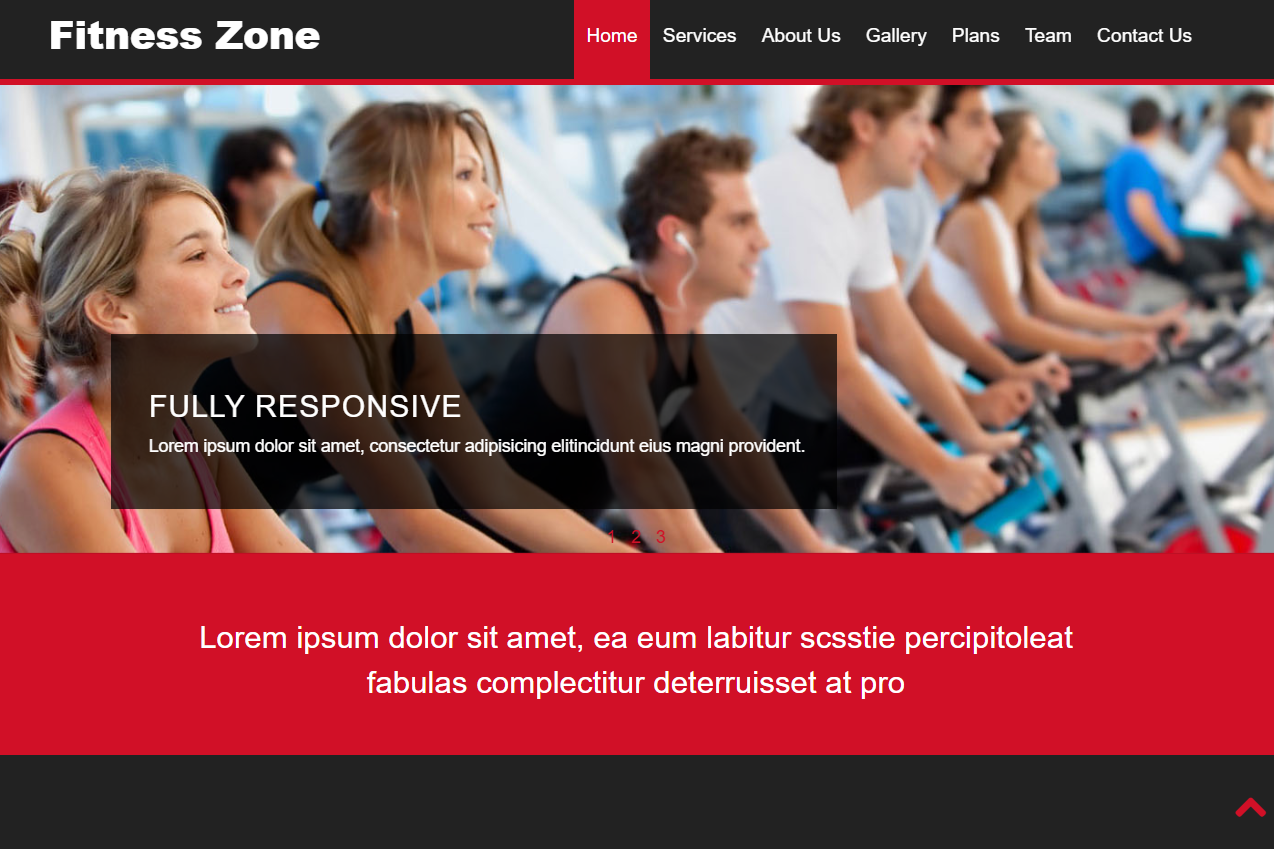 Fitness Zone
Home Services About Us Gallery Plans Team Contact Us
FULLY RESPONSIVE
Lorem ipsum dolor sit amet, consectetur adipisicing elitincidunt eius magni provident.
1 2 3
Lorem ipsum dolor sit amet, ea eum labitur scsstie percipitoleat
fabulas complectitur deterruisset at pro